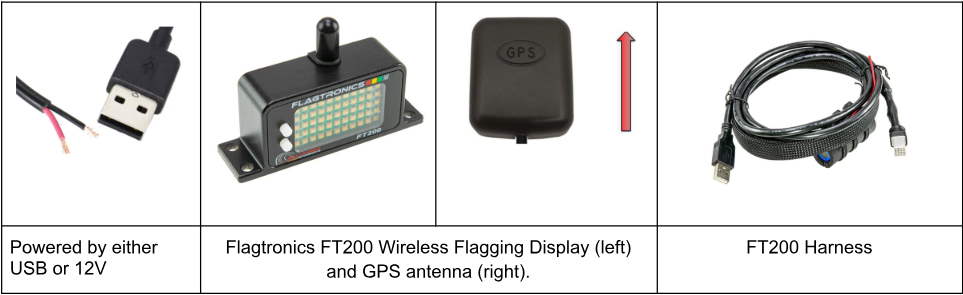 FLAGTRONICS
FT200
GPS
Powered by either
USB or 12V
Flagtronics FT200 Wireless Flagging Display (left)
and GPS antenna (right).
FT200 Harness